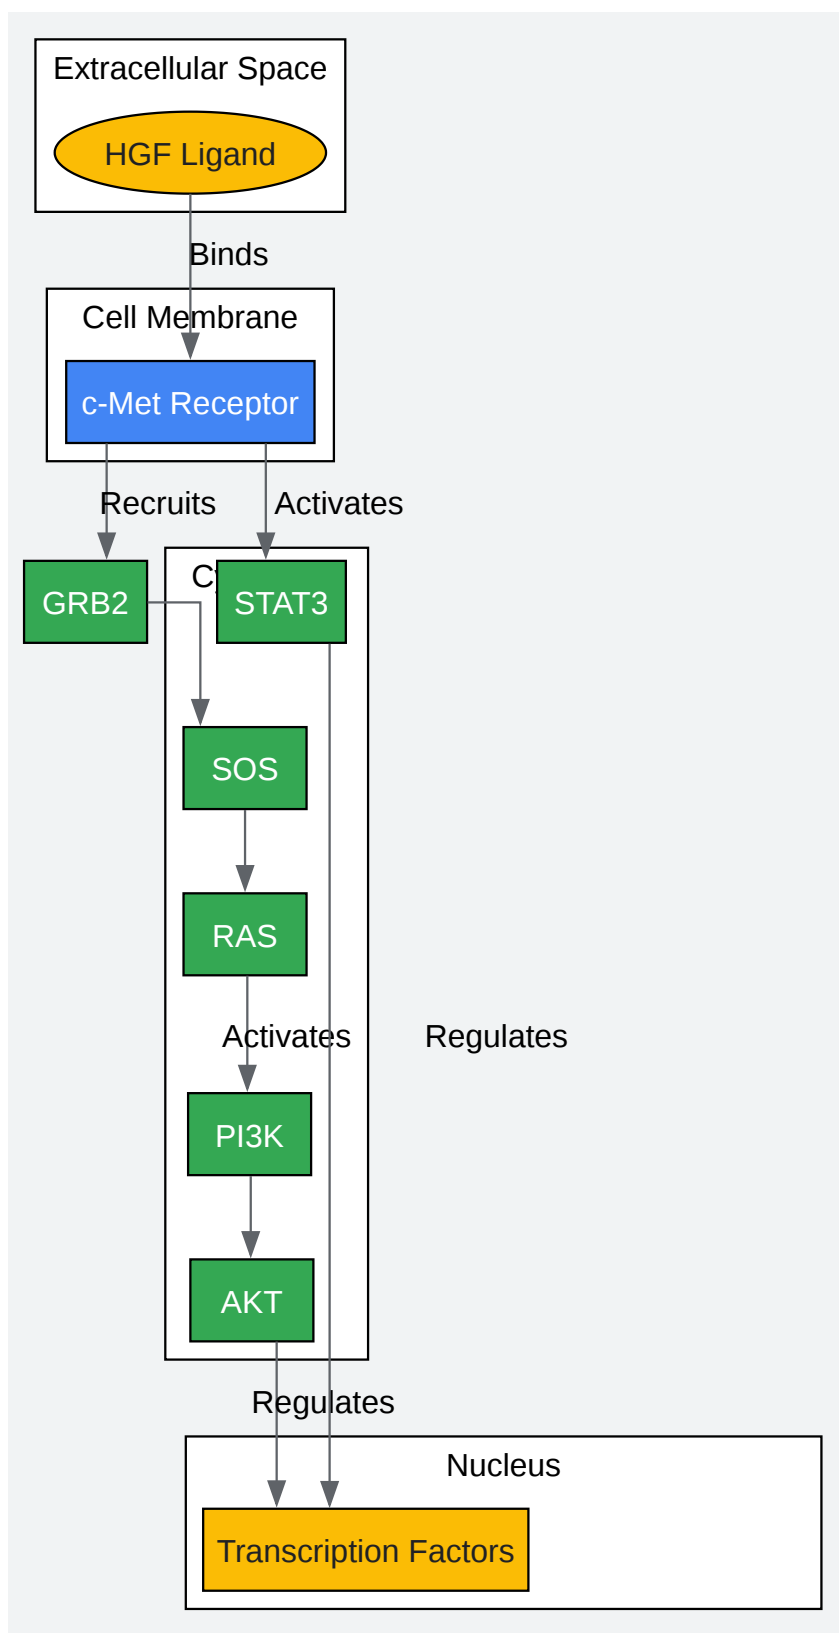 Extracellular Space
HGF Ligand
Binds
Cell Membrane
c-Met Receptor
Recruits
Activates
GRB2
STAT3
SOS
RAS
Activates
Regulates
PI3K
AKT
Regulates
Nucleus
Transcription Factors